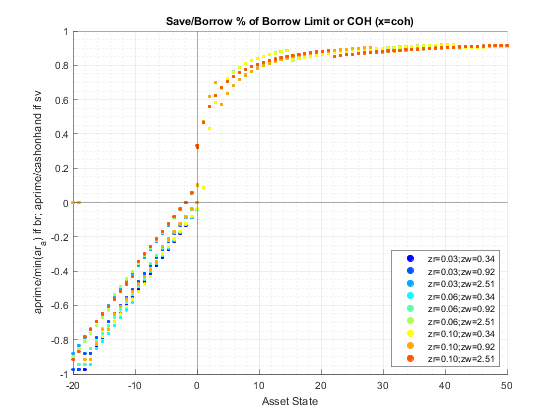 Save/Borrow % of Borrow Limit or COH (x=coh)
aprime/min(ar_a) if br; aprime/cashonhand if sv
1
0.8
0.6
0.4
0.2
0
-0.2
-0.4
-0.6
-0.8
-1
zr=0.03;zw=0.34
zr=0.03;zw=0.92
zr=0.03;zw=2.51
zr=0.06;zw=0.34
zr=0.06;zw=0.92
zr=0.06;zw=2.51
zr=0.10;zw=0.34
zr=0.10;zw=0.92
zr=0.10;zw=2.51
-20 -10 0 10 20 30 40 50
Asset State